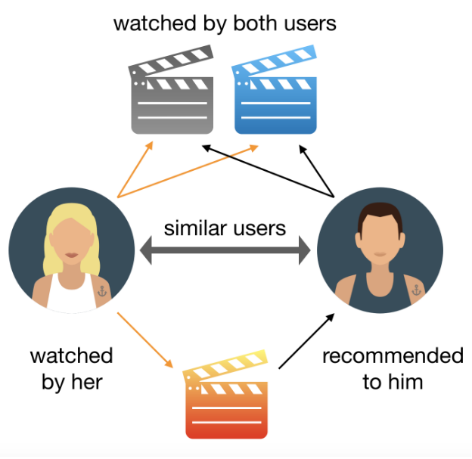 watched by both users
similar users
watched
by her
recommended
to him